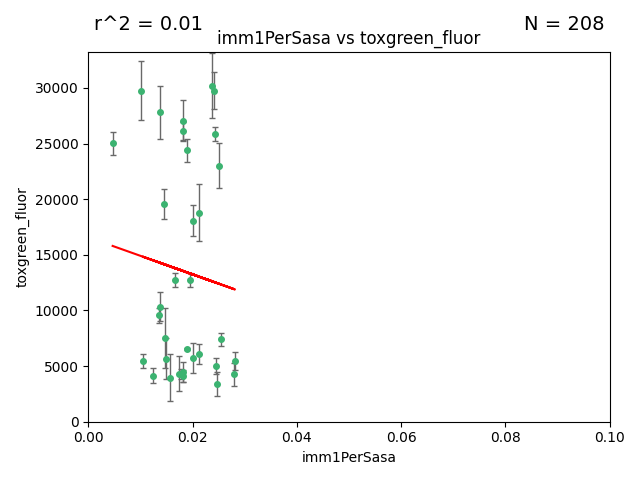 r^2 = 0.01
N = 208
imm1PerSasa vs toxgreen_fluor
30000
25000
20000
15000
10000
5000
0
toxgreen_fluor
0.00 0.02 0.04 0.06 0.08 0.10
imm1PerSasa